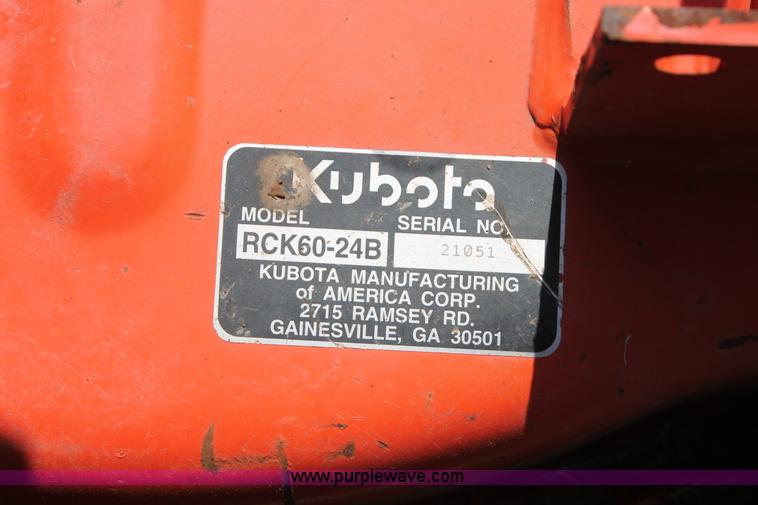 Kubota
MODEL SERIAL NO.
RCK60-24B 21051
KUBOTA MANUFACTURING
of AMERICA CORP.
2715 RAMSEY RD.
GAINESVILLE, GA 30501
www.purplewave.com